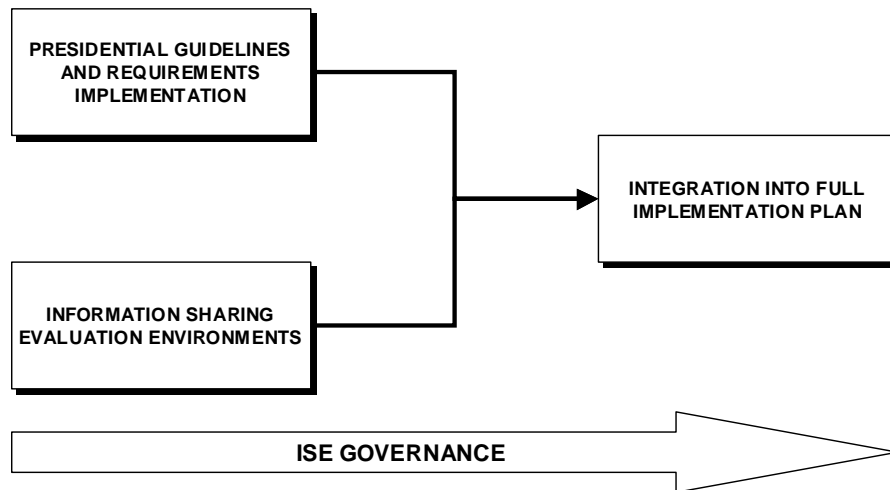 PRESIDENTIAL GUIDELINES
AND REQUIREMENTS
IMPLEMENTATION
INTEGRATION INTO FULL
IMPLEMENTATION PLAN
INFORMATION SHARING
EVALUATION ENVIRONMENTS
ISE GOVERNANCE